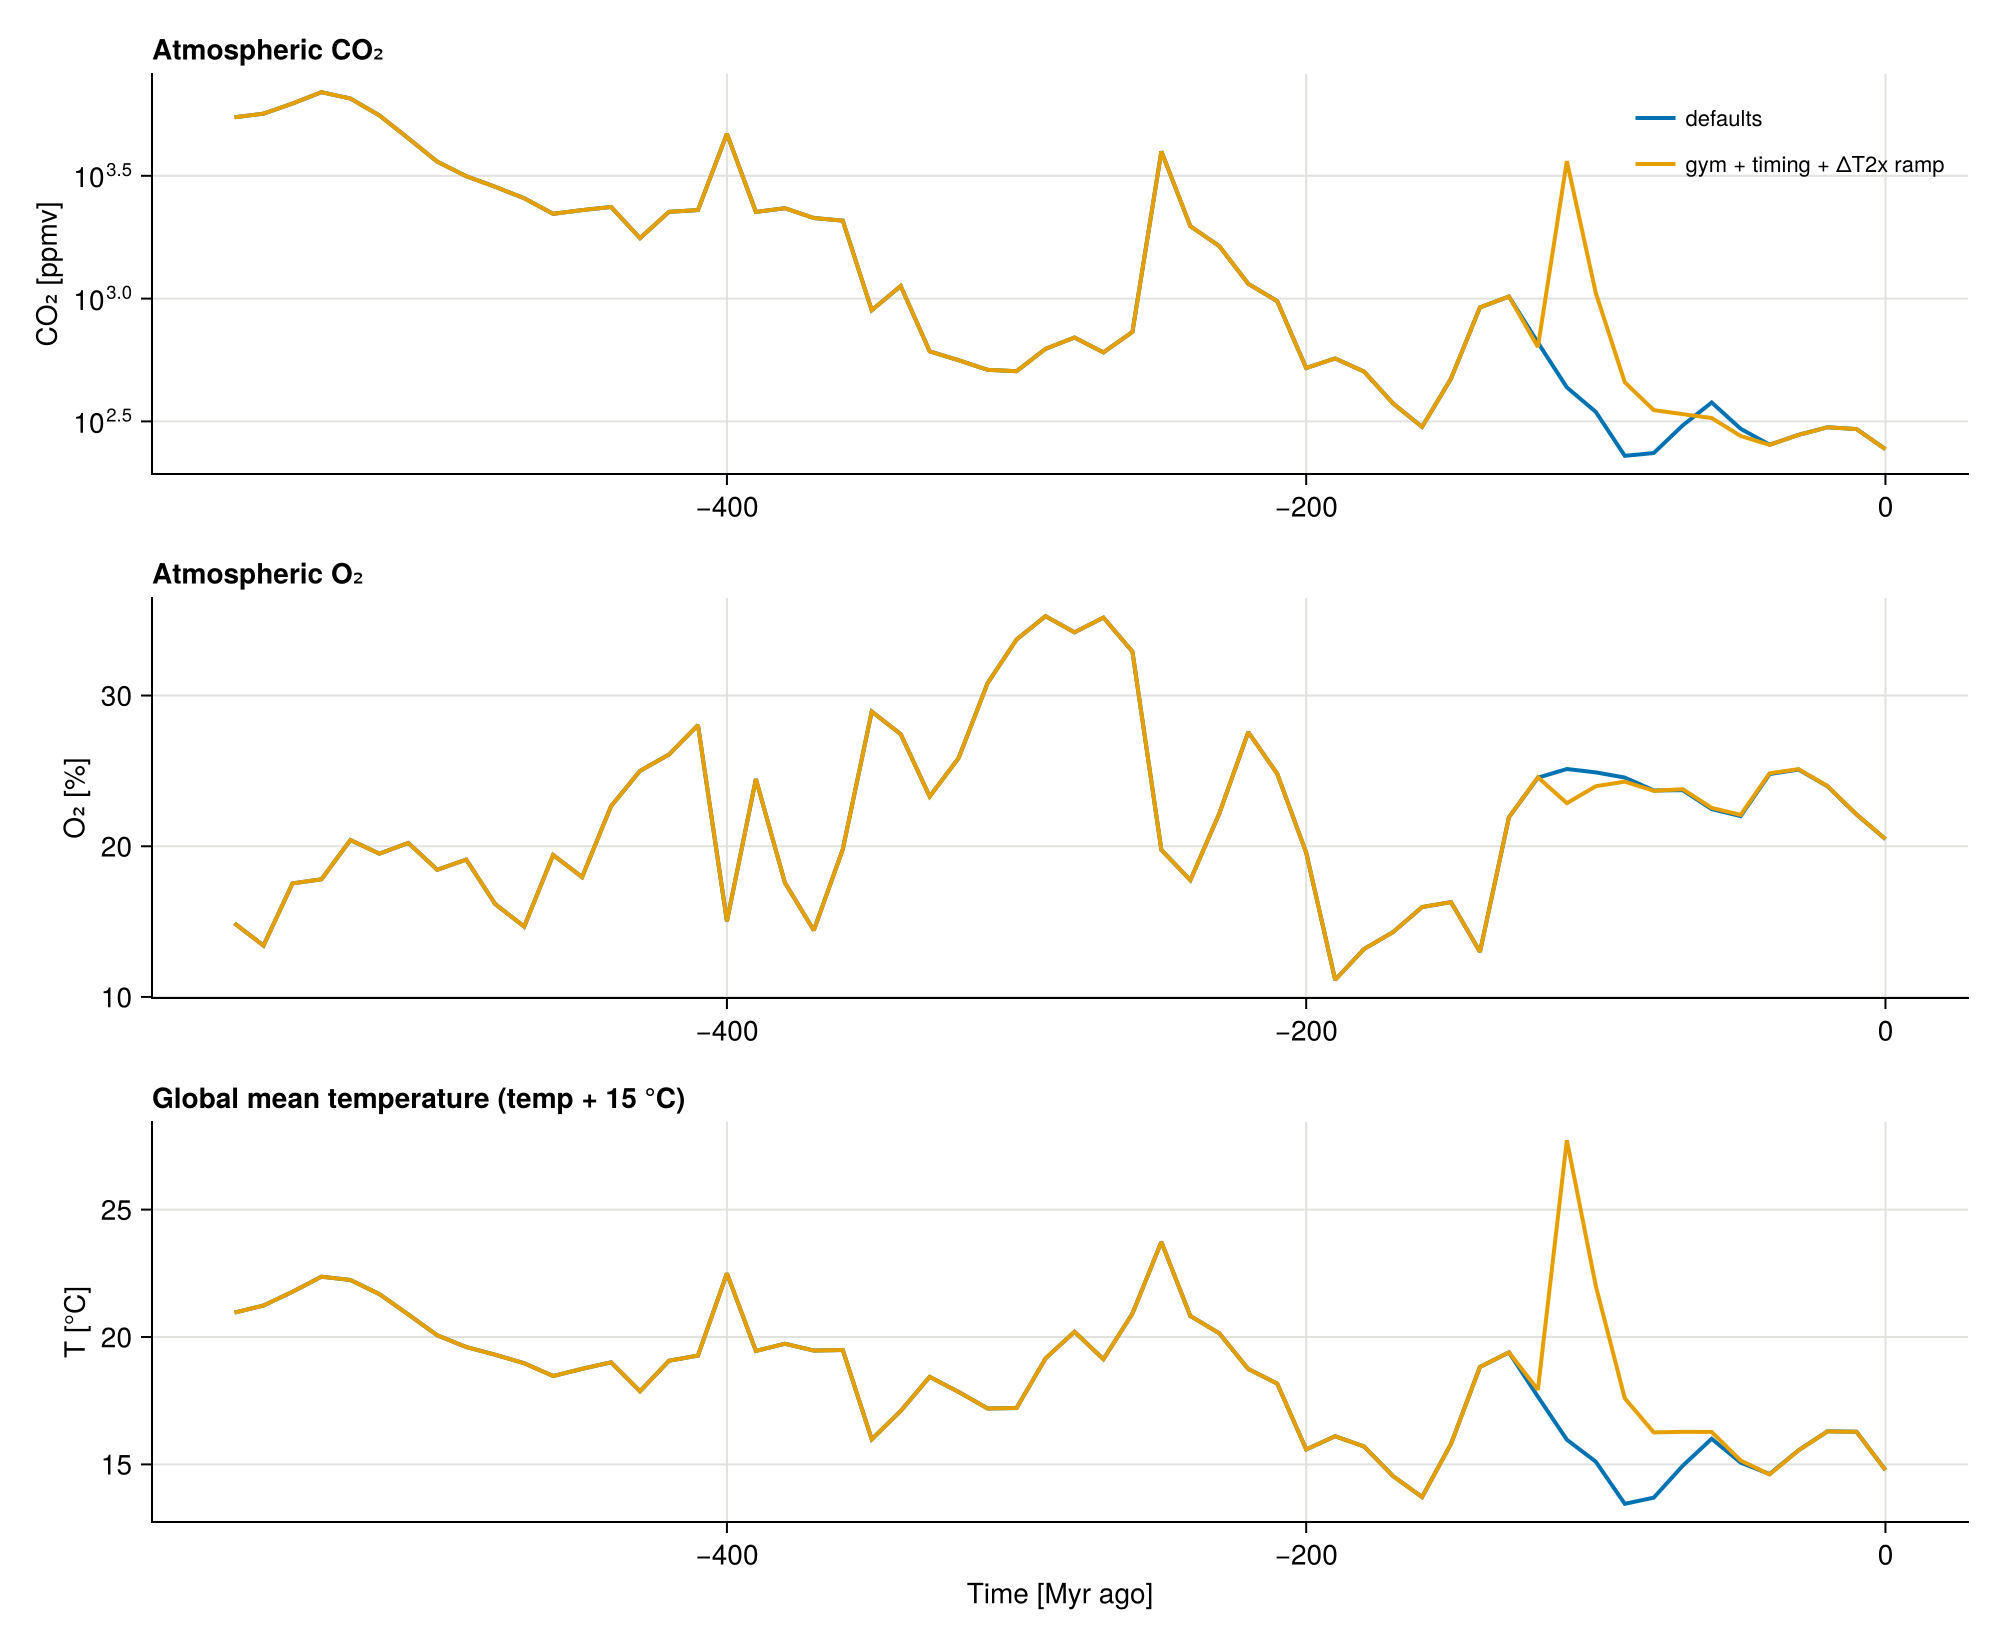 Atmospheric CO₂
CO₂ [ppmv]
10^3.5
10^3.0
10^2.5
defaults
gym + timing + ΔT2x ramp
−400
−200
0
Atmospheric O₂
O₂ [%]
30
20
10
−400
−200
0
Global mean temperature (temp + 15 °C)
T [°C]
25
20
15
−400
−200
0
Time [Myr ago]